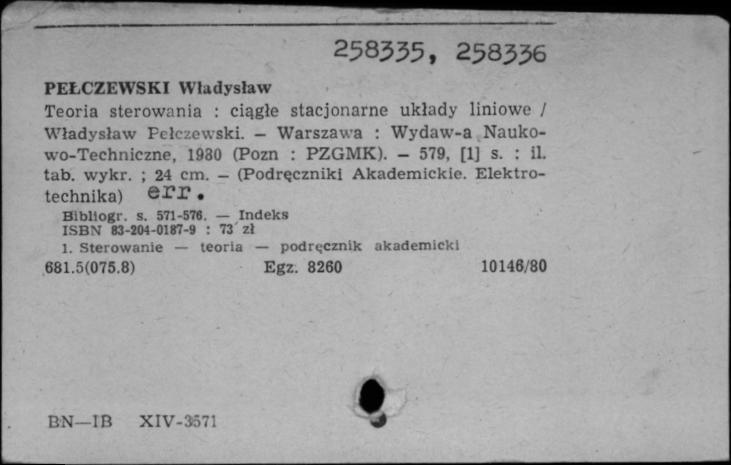 258335, 258336
PEŁCZEWSKI Władysław
Teoria sterowania : ciągłe stacjonarne układy liniowe /
Władysław Pełczewski. — Warszawa : Wydaw-a Nauko-
wo-Techniczne, 1980 (Pozn : PZGMK). — 579, [1] s. : il.
tab. wykr. ; 24 cm. — (Podręczniki Akademickie. Elektro-
technika) err.
Bibliogr. s. 571-576. — Indeks
ISBN 83-204-0187-9 : 73 zł
1. Sterowanie — teoria — podręcznik akademicki
681.5(075.8) Egz. 8260 10146/80
BN—IB XIV-3571